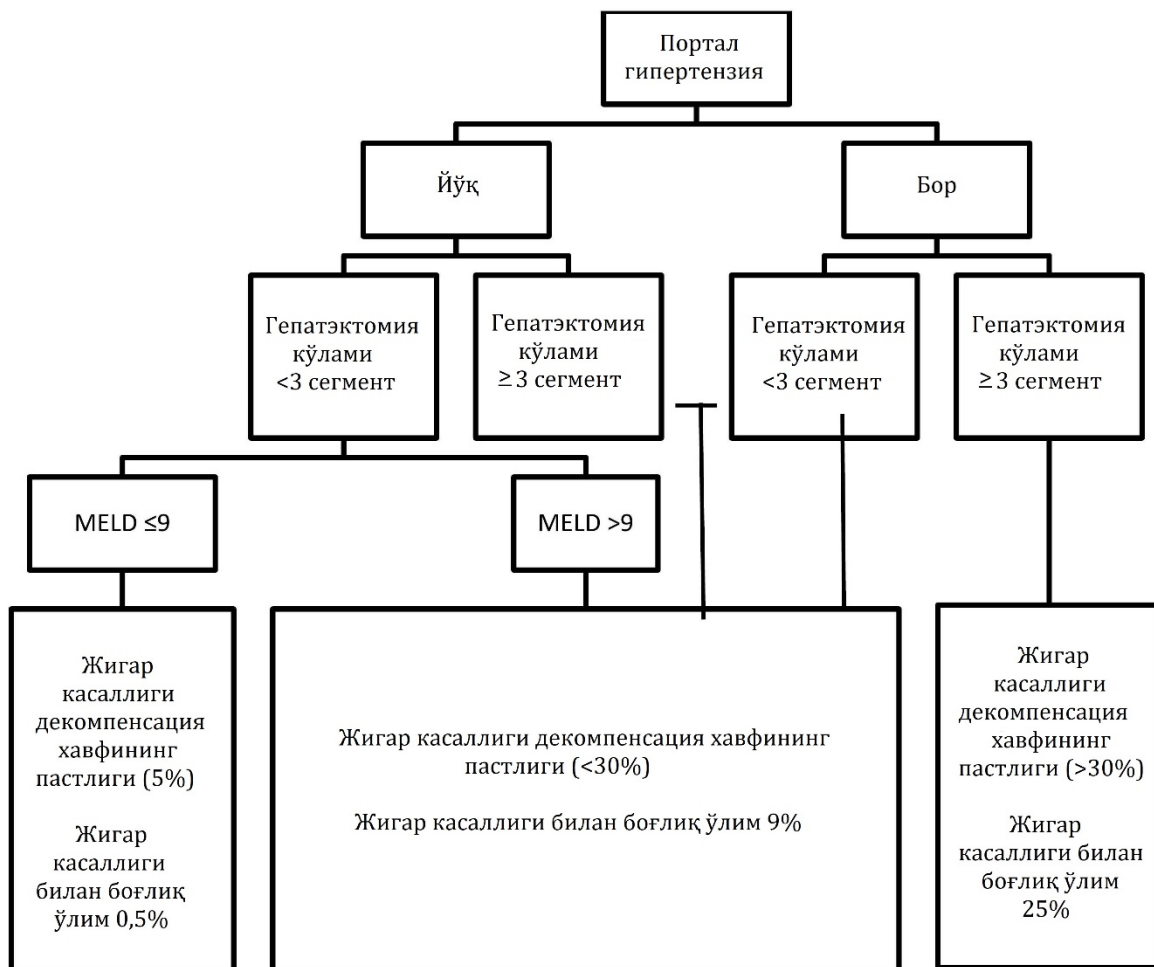 Портал
гипертензия
Йўқ
Бор
Гепатэктомия
кўлами
<3 сегмент
Гепатэктомия
кўлами
≥3 сегмент
Гепатэктомия
кўлами
<3 сегмент
Гепатэктомия
кўлами
≥3 сегмент
MELD ≤9
MELD >9
Жигар
касаллиги
декомпенсация
хавфининг
пастлиги (5%)
Жигар
касаллиги
билан боғлиқ
ўлим 0,5%
Жигар касаллиги декомпенсация хавфининг
пастлиги (<30%)
Жигар касаллиги билан боғлиқ ўлим 9%
Жигар
касаллиги
декомпенсация
хавфининг
пастлиги (>30%)
Жигар
касаллиги билан
боғлиқ ўлим
25%